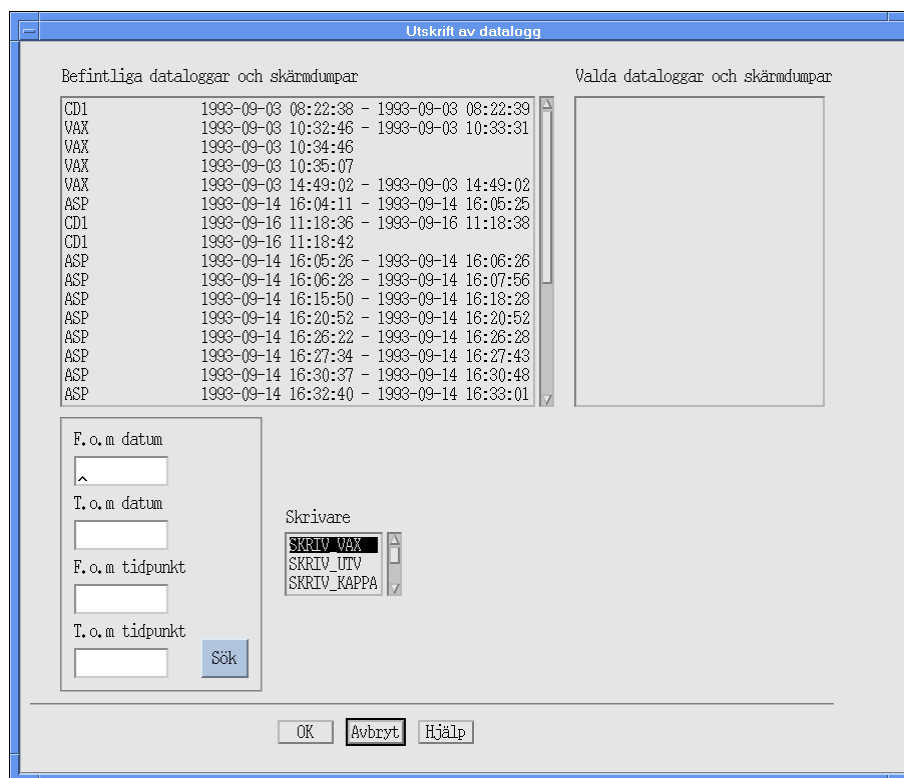 Utskrift av datalogg
Befintliga dataloggar och skärmdumpar
Valda dataloggar och skärmdumpar
CD1 1993-09-03 08:22:38 - 1993-09-03 08:22:39
VAX 1993-09-03 10:32:46 - 1993-09-03 10:33:31
VAX 1993-09-03 10:34:46
VAX 1993-09-03 10:35:07
VAX 1993-09-03 14:49:02 - 1993-09-03 14:49:02
ASP 1993-09-14 16:04:11 - 1993-09-14 16:05:25
CD1 1993-09-16 11:18:36 - 1993-09-16 11:18:38
CD1 1993-09-16 11:18:42
ASP 1993-09-14 16:05:26 - 1993-09-14 16:06:26
ASP 1993-09-14 16:06:28 - 1993-09-14 16:07:56
ASP 1993-09-14 16:15:50 - 1993-09-14 16:18:28
ASP 1993-09-14 16:20:52 - 1993-09-14 16:20:52
ASP 1993-09-14 16:26:22 - 1993-09-14 16:26:28
ASP 1993-09-14 16:27:34 - 1993-09-14 16:27:43
ASP 1993-09-14 16:30:37 - 1993-09-14 16:30:48
ASP 1993-09-14 16:32:40 - 1993-09-14 16:33:01
F.o.m datum
T.o.m datum
F.o.m tidpunkt
T.o.m tidpunkt
Sök
Skrivare
SKRIV_VAX
SKRIV_UTV
SKRIV_KAPPA
OK
Avbryt
Hjälp